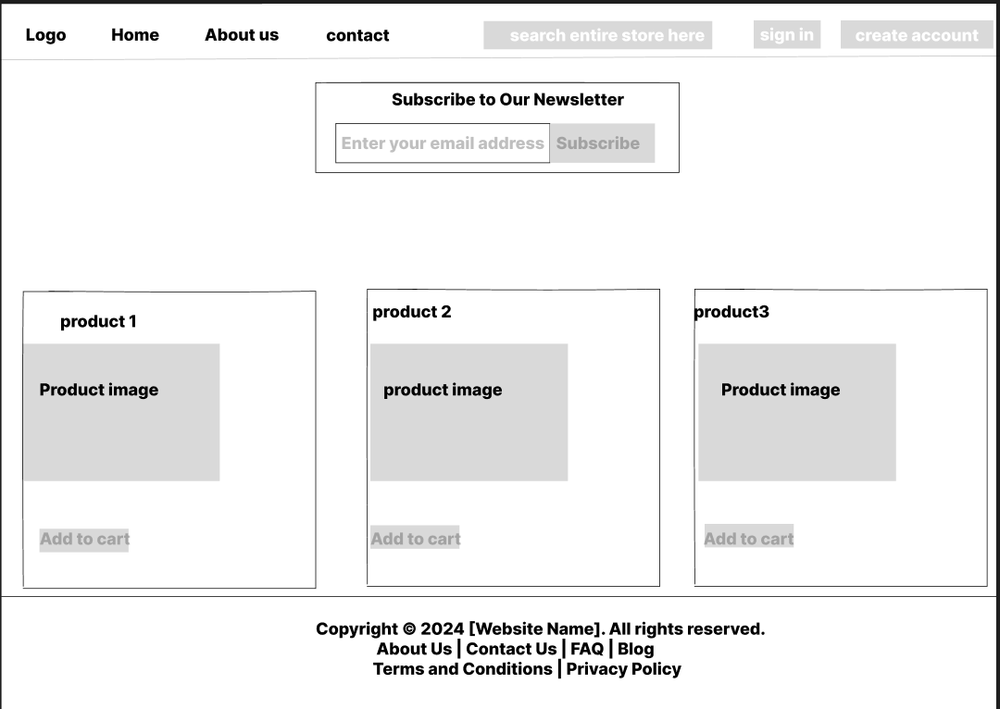 Logo Home About us contact search entire store here sign in create account
Subscribe to Our Newsletter
Enter your email address Subscribe
product 1 product 2 product3
Product image product image Product image
Add to cart Add to cart Add to cart
Copyright © 2024 [Website Name]. All rights reserved.
About Us | Contact Us | FAQ | Blog
Terms and Conditions | Privacy Policy